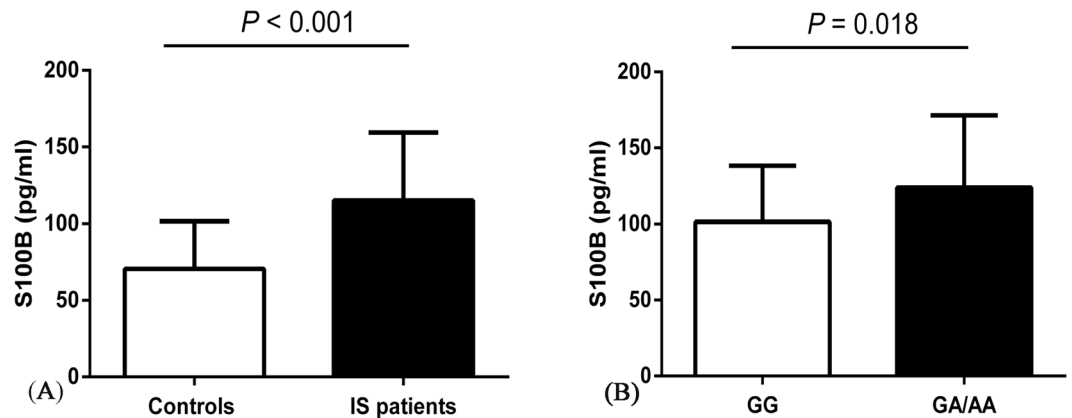 P < 0.001
200
150
100
50
0
S100B (pg/ml)
Controls
IS patients
(A)
P = 0.018
200
150
100
50
0
S100B (pg/ml)
GG
GA/AA
(B)